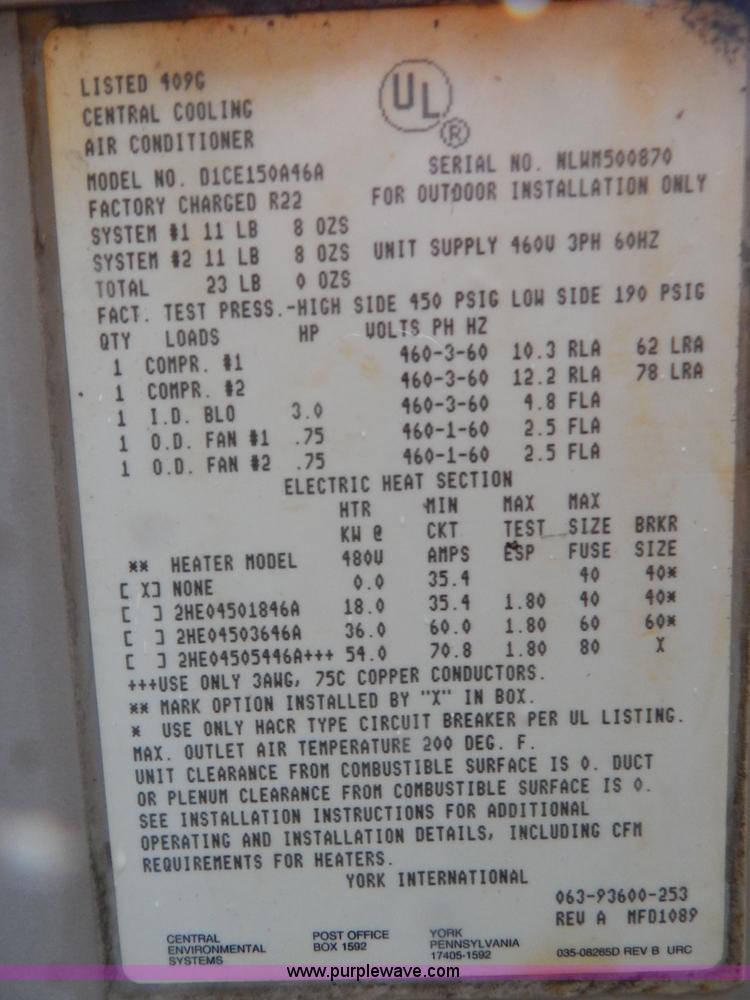 LISTED 409G
CENTRAL COOLING
AIR CONDITIONER
UL
®
MODEL NO. D1CE150A46A SERIAL NO. NLWM500870
FACTORY CHARGED R22 FOR OUTDOOR INSTALLATION ONLY
SYSTEM #1 11 LB 8 OZS
SYSTEM #2 11 LB 8 OZS UNIT SUPPLY 460V 3PH 60HZ
TOTAL 23 LB 0 OZS
FACT. TEST PRESS.-HIGH SIDE 450 PSIG LOW SIDE 190 PSIG
QTY LOADS HP VOLTS PH HZ
1 COMPR. #1 460-3-60 10.3 RLA 62 LRA
1 COMPR. #2 460-3-60 12.2 RLA 78 LRA
1 I.D. BLO 3.0 460-3-60 4.8 FLA
1 O.D. FAN #1 .75 460-1-60 2.5 FLA
1 O.D. FAN #2 .75 460-1-60 2.5 FLA
ELECTRIC HEAT SECTION
HTR MIN MAX MAX
KW @ CKT TEST SIZE BRKR
** HEATER MODEL 480V AMPS ESP FUSE SIZE
[ X] NONE 0.0 35.4 40 40*
[ ] 2HE04501846A 18.0 35.4 1.80 40 40*
[ ] 2HE04503646A 36.0 60.0 1.80 60 60*
[ ] 2HE04505446A+++ 54.0 70.8 1.80 80 X
+++USE ONLY 3AWG, 75C COPPER CONDUCTORS.
** MARK OPTION INSTALLED BY "X" IN BOX.
* USE ONLY HACR TYPE CIRCUIT BREAKER PER UL LISTING.
MAX. OUTLET AIR TEMPERATURE 200 DEG. F.
UNIT CLEARANCE FROM COMBUSTIBLE SURFACE IS 0. DUCT
OR PLENUM CLEARANCE FROM COMBUSTIBLE SURFACE IS 0.
SEE INSTALLATION INSTRUCTIONS FOR ADDITIONAL
OPERATING AND INSTALLATION DETAILS, INCLUDING CFM
REQUIREMENTS FOR HEATERS.
YORK INTERNATIONAL
063-93600-253
REV A MFD1089
CENTRAL POST OFFICE YORK
ENVIRONMENTAL BOX 1592 PENNSYLVANIA
SYSTEMS 17405-1592 035-08265D REV B URC
www.purplewave.com